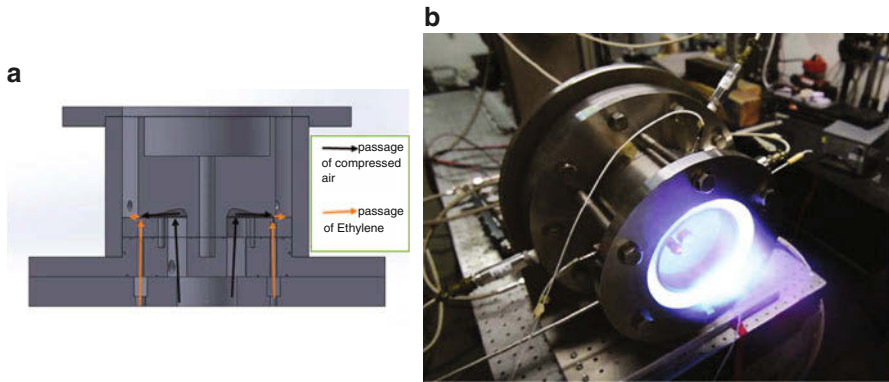 a
b
passage
of compressed
air
passage
of Ethylene